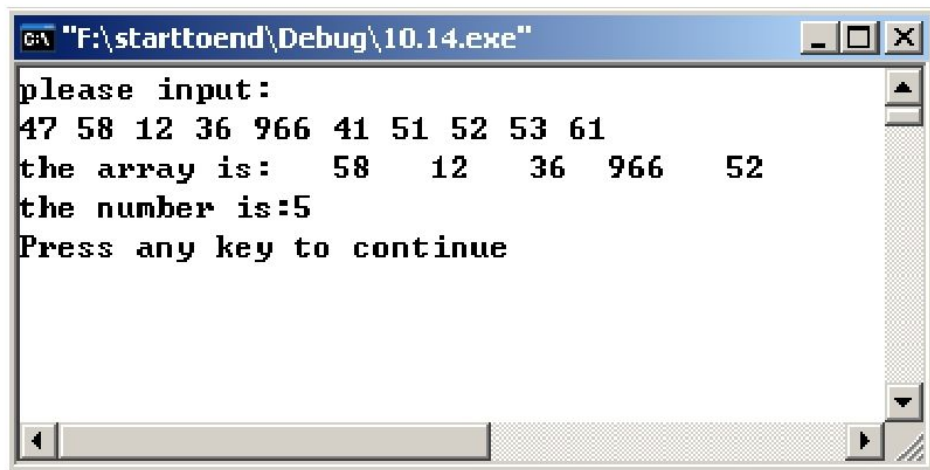 "F:\starttoend\Debug\10.14.exe"
please input:
47 58 12 36 966 41 51 52 53 61
the array is:   58   12   36  966   52
the number is:5
Press any key to continue